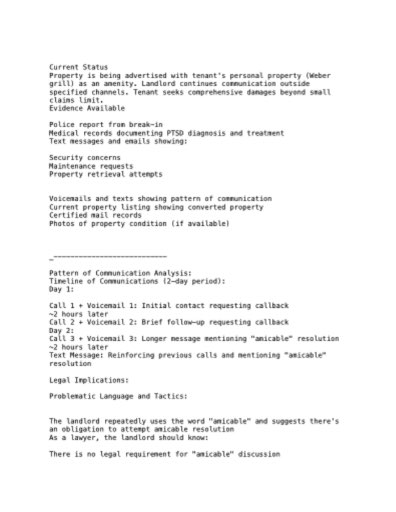 Current Status
Property is being advertised with tenant's personal property (Weber
grill) as an amenity. Landlord continues communication outside
specified channels. Tenant seeks comprehensive damages beyond small
claims limit.
Evidence Available
Police report from break-in
Medical records documenting PTSD diagnosis and treatment
Text messages and emails showing:
Security concerns
Maintenance requests
Property retrieval attempts
Voicemails and texts showing pattern of communication
Current property listing showing converted property
Certified mail records
Photos of property condition (if available)
_---------------------------
Pattern of Communication Analysis:
Timeline of Communications (2-day period):
Day 1:
Call 1 + Voicemail 1: Initial contact requesting callback
~2 hours later
Call 2 + Voicemail 2: Brief follow-up requesting callback
Day 2:
Call 3 + Voicemail 3: Longer message mentioning "amicable" resolution
~2 hours later
Text Message: Reinforcing previous calls and mentioning "amicable"
resolution
Legal Implications:
Problematic Language and Tactics:
The landlord repeatedly uses the word "amicable" and suggests there's
an obligation to attempt amicable resolution
As a lawyer, the landlord should know:
There is no legal requirement for "amicable" discussion